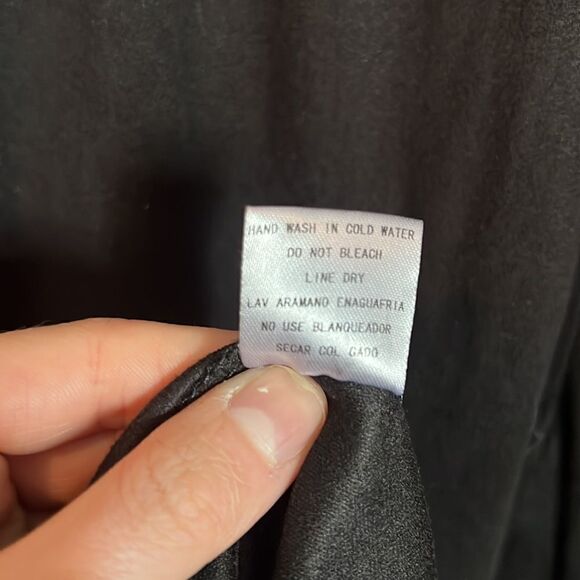 HAND WASH IN COLD WATER
DO NOT BLEACH
LINE DRY
LAV ARAMANO ENAGUAFRIA
NO USE BLANQUEADOR
SECAR COL GADO